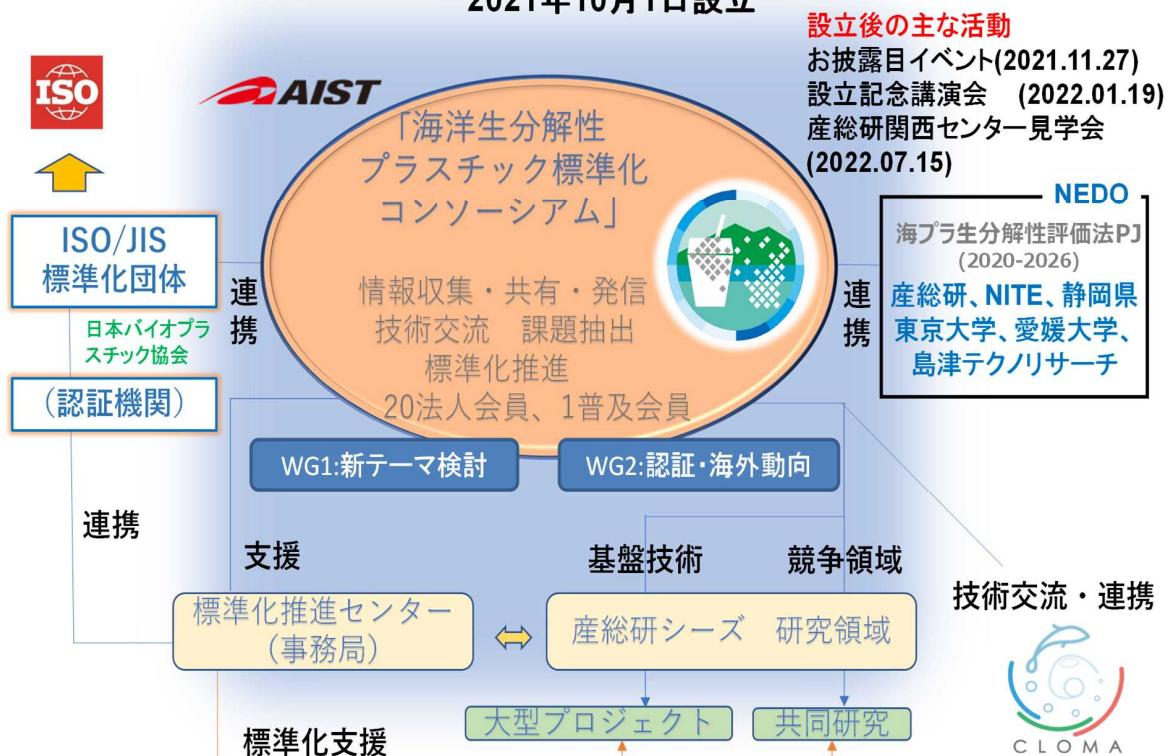 2021年10月1日設立
設立後の主な活動
お披露目イベント(2021.11.27)
設立記念講演会 (2022.01.19)
産総研関西センター見学会
(2022.07.15)
ISO
AIST
「海洋生分解性
プラスチック標準化
コンソーシアム」
情報収集・共有・発信
技術交流 課題抽出
標準化推進
20法人会員、1普及会員
ISO/JIS
標準化団体
連携
日本バイオプラ
スチック協会
(認証機関)
連携
NEDO
海プラ生分解性評価法PJ
(2020-2026)
産総研、NITE、静岡県
東京大学、愛媛大学、
島津テクノリサーチ
WG1:新テーマ検討
WG2:認証・海外動向
連携
支援
基盤技術
競争領域
技術交流・連携
標準化推進センター
(事務局)
産総研シーズ 研究領域
大型プロジェクト
共同研究
標準化支援
CLOMA